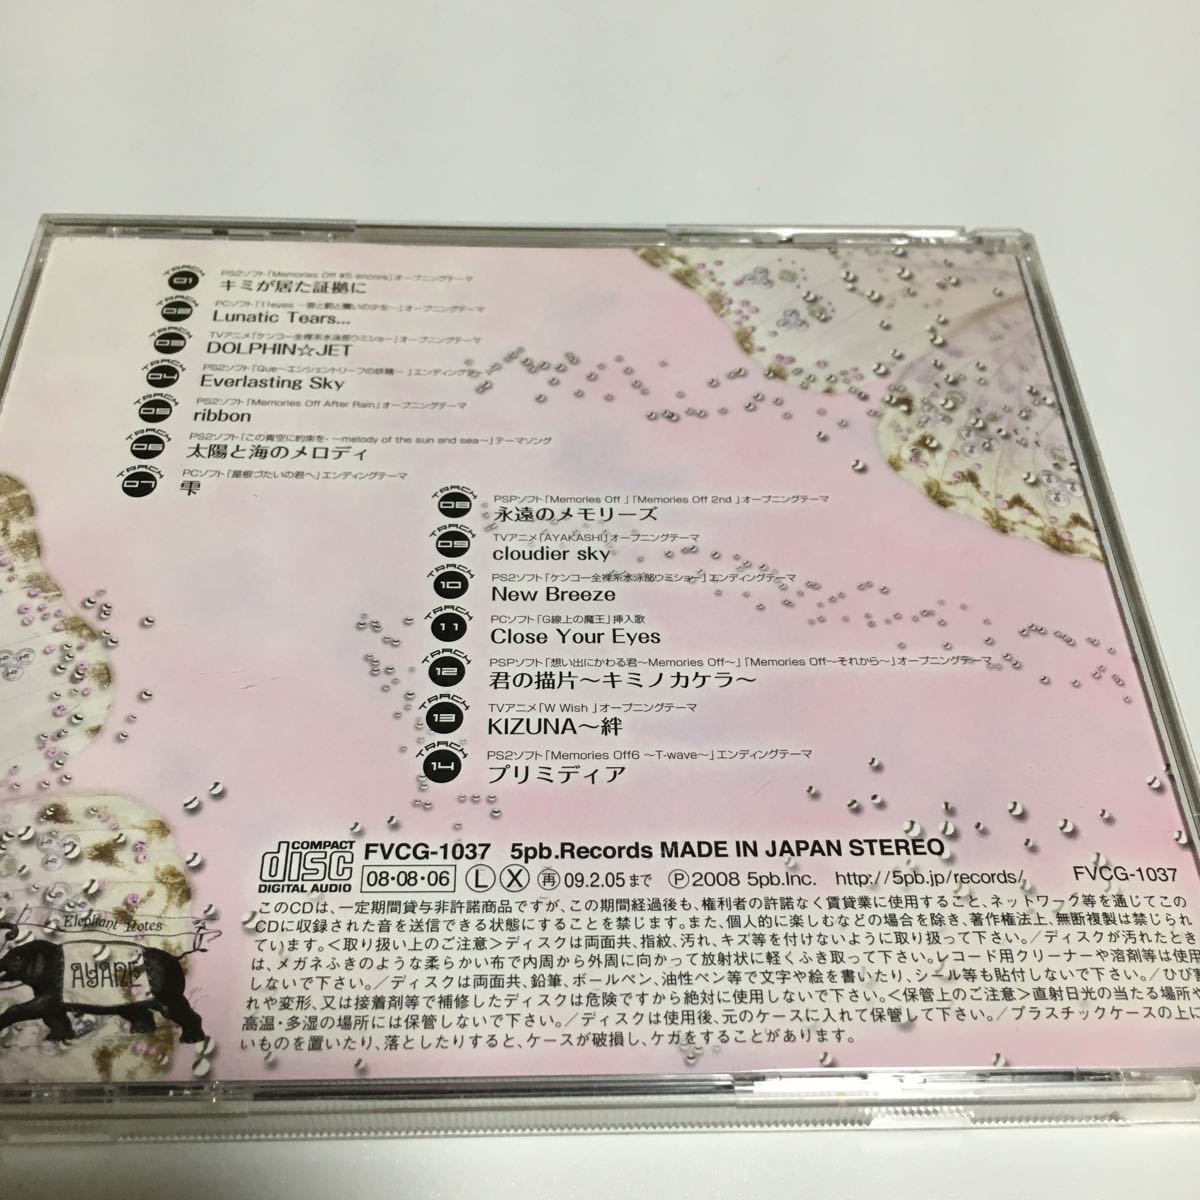 TRACK 01
PS2ソフト「Memories Off #5 encore」オープニングテーマ
キミが居た証拠に
TRACK 02
PCソフト「11eyes －罪と罰と贖いの少女－」オープニングテーマ
Lunatic Tears...
TRACK 03
TVアニメ「ケンコー全裸系水泳部ウミショー」オープニングテーマ
DOLPHIN☆JET
TRACK 04
PS2ソフト「Que～エンシェントリーフの妖精～」エンディングテーマ
Everlasting Sky
TRACK 05
PS2ソフト「Memories Off After Rain」オープニングテーマ
ribbon
TRACK 06
PS2ソフト「この青空に約束を- ～melody of the sun and sea～」テーマソング
太陽と海のメロディ
TRACK 07
PCソフト「屋根づたいの君へ」エンディングテーマ
雫
TRACK 08
PSPソフト「Memories Off 」「Memories Off 2nd 」オープニングテーマ
永遠のメモリーズ
TRACK 09
TVアニメ「AYAKASHI」オープニングテーマ
cloudier sky
TRACK 10
PS2ソフト「ケンコー全裸系水泳部ウミショー」エンディングテーマ
New Breeze
TRACK 11
PCソフト「G線上の魔王」挿入歌
Close Your Eyes
TRACK 12
PSPソフト「想い出にかわる君～Memories Off～」「Memories Off～それから～」オープニングテーマ
君の描片～キミノカケラ～
TRACK 13
TVアニメ「W Wish 」オープニングテーマ
KIZUNA～絆
TRACK 14
PS2ソフト「Memories Off6 ～T-wave～」エンディングテーマ
プリミディア
COMPACT disc DIGITAL AUDIO
FVCG-1037 5pb.Records MADE IN JAPAN STEREO
08・08・06 Ⓛ Ⓧ 再 09.2.05まで Ⓟ2008 5pb.Inc. http://5pb.jp/records/
FVCG-1037
このCDは、一定期間貸与非許諾商品ですが、この期間経過後も、権利者の許諾なく賃貸業に使用すること、ネットワーク等を通じてこの
CDに収録された音を送信できる状態にすることを禁じます。また、個人的に楽しむなどの場合を除き、著作権法上、無断複製は禁じられ
ています。＜取り扱い上のご注意＞ディスクは両面共、指紋、汚れ、キズ等を付けないように取り扱って下さい。／ディスクが汚れたとき
は、メガネふきのような柔らかい布で内周から外周に向かって放射状に軽くふき取って下さい。レコード用クリーナーや溶剤等は使用
しないで下さい。／ディスクは両面共、鉛筆、ボールペン、油性ペン等で文字や絵を書いたり、シール等も貼付しないで下さい。／ひび割
れや変形、又は接着剤等で補修したディスクは危険ですから絶対に使用しないで下さい。＜保管上のご注意＞直射日光の当たる場所や
高温・多湿の場所には保管しないで下さい。／ディスクは使用後、元のケースに入れて保管して下さい。／プラスチックケースの上に
いものを置いたり、落としたりすると、ケースが破損し、ケガをすることがあります。
Elephant Notes
AYANE